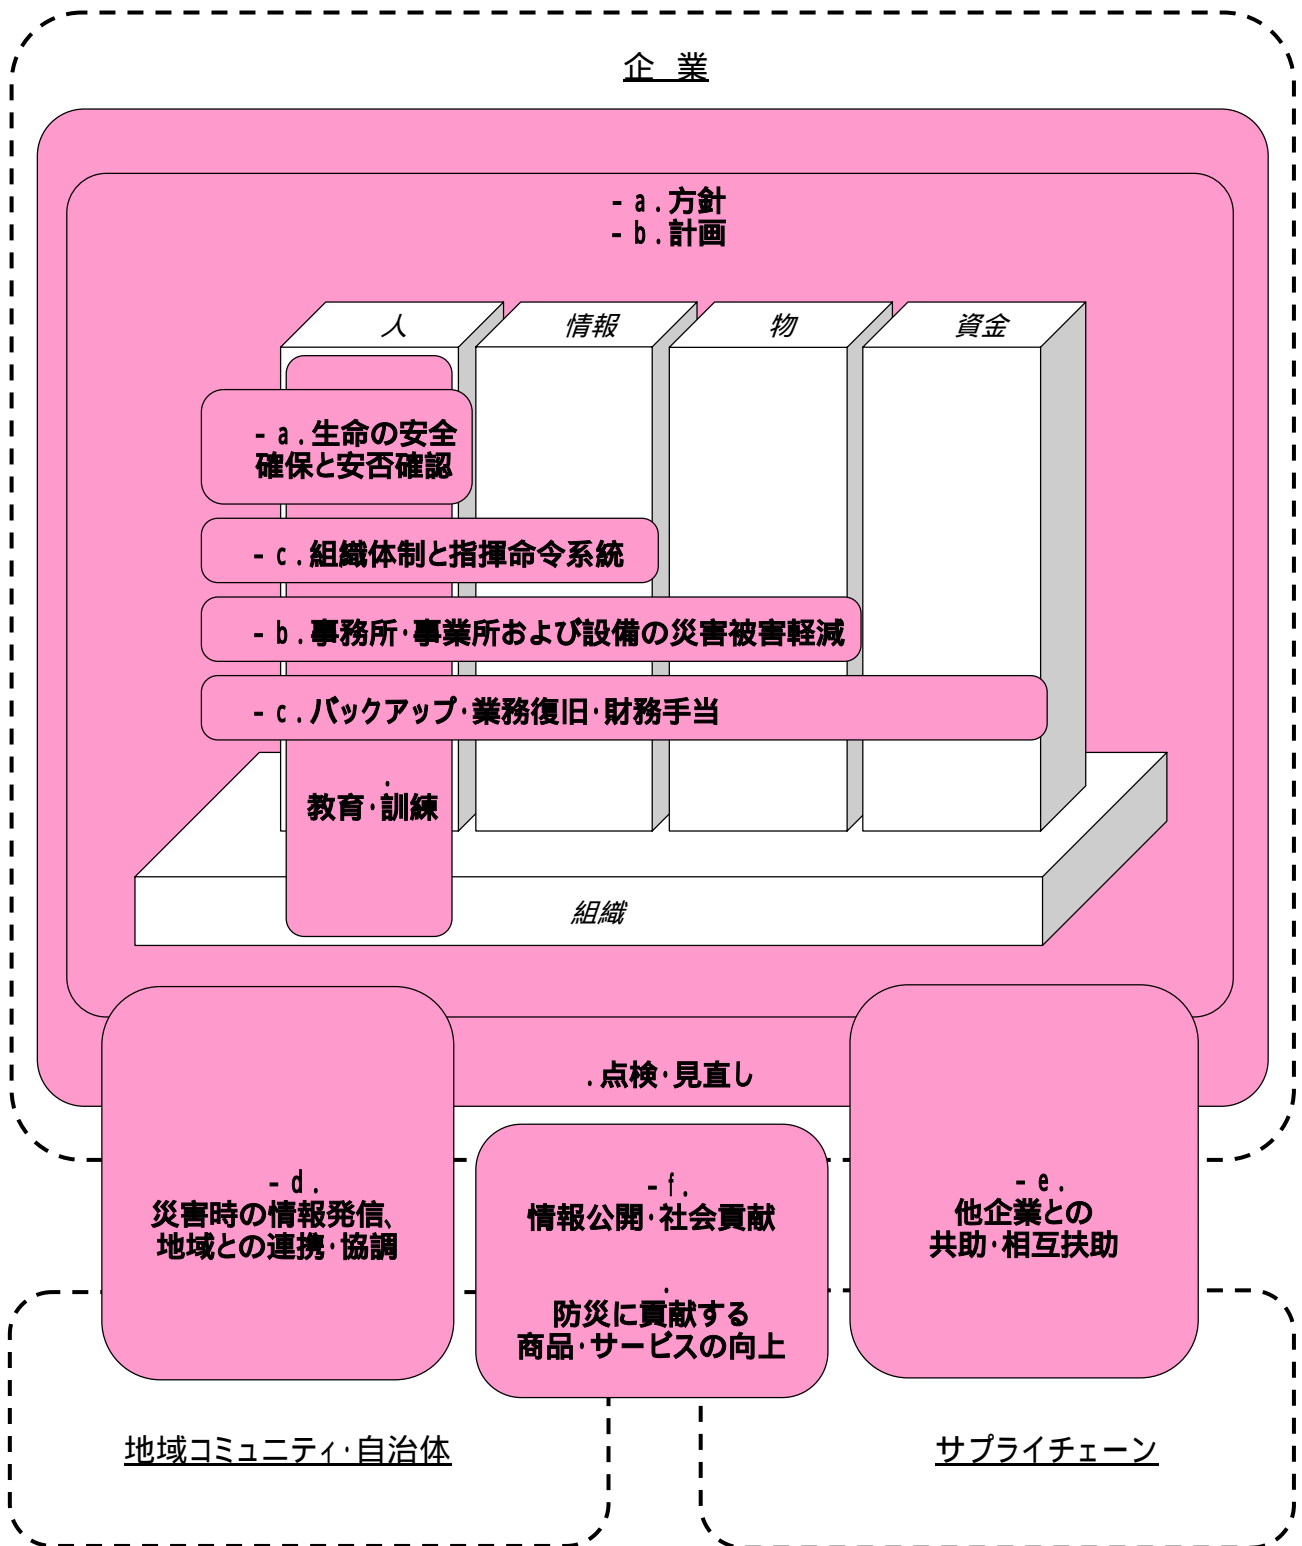 企　業
－ａ．方針
－ｂ．計画
人
情報
物
資金
－ａ．生命の安全
確保と安否確認
－ｃ．組織体制と指揮命令系統
－ｂ．事務所・事業所および設備の災害被害軽減
－ｃ．バックアップ・業務復旧・財務手当
．
教育・訓練
組織
．点検・見直し
－ｄ．
災害時の情報発信、
地域との連携・協調
－ｆ．
情報公開・社会貢献
．
防災に貢献する
商品・サービスの向上
－ｅ．
他企業との
共助・相互扶助
地域コミュニティ・自治体
サプライチェーン